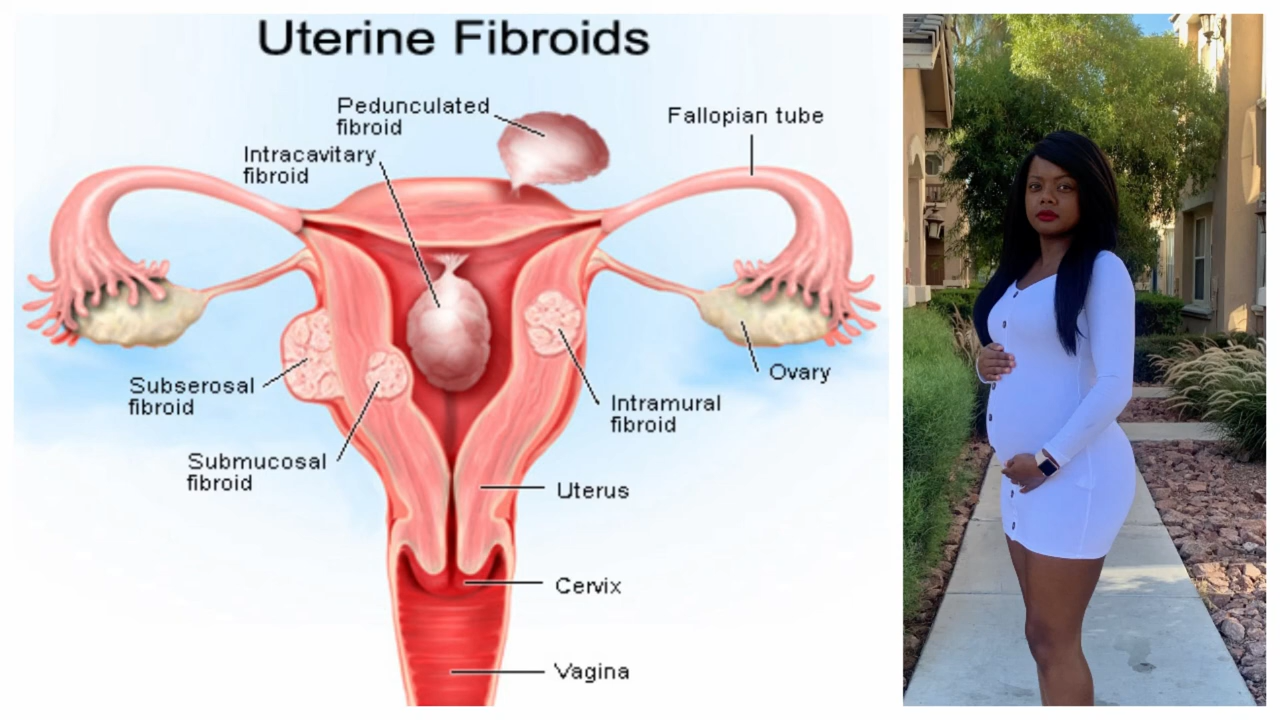 Uterine Fibroids
Pedunculated
fibroid
Fallopian tube
Intracavitary
fibroid
Subserosal
fibroid
Ovary
Intramural
fibroid
Submucosal
fibroid
Uterus
Cervix
Vagina